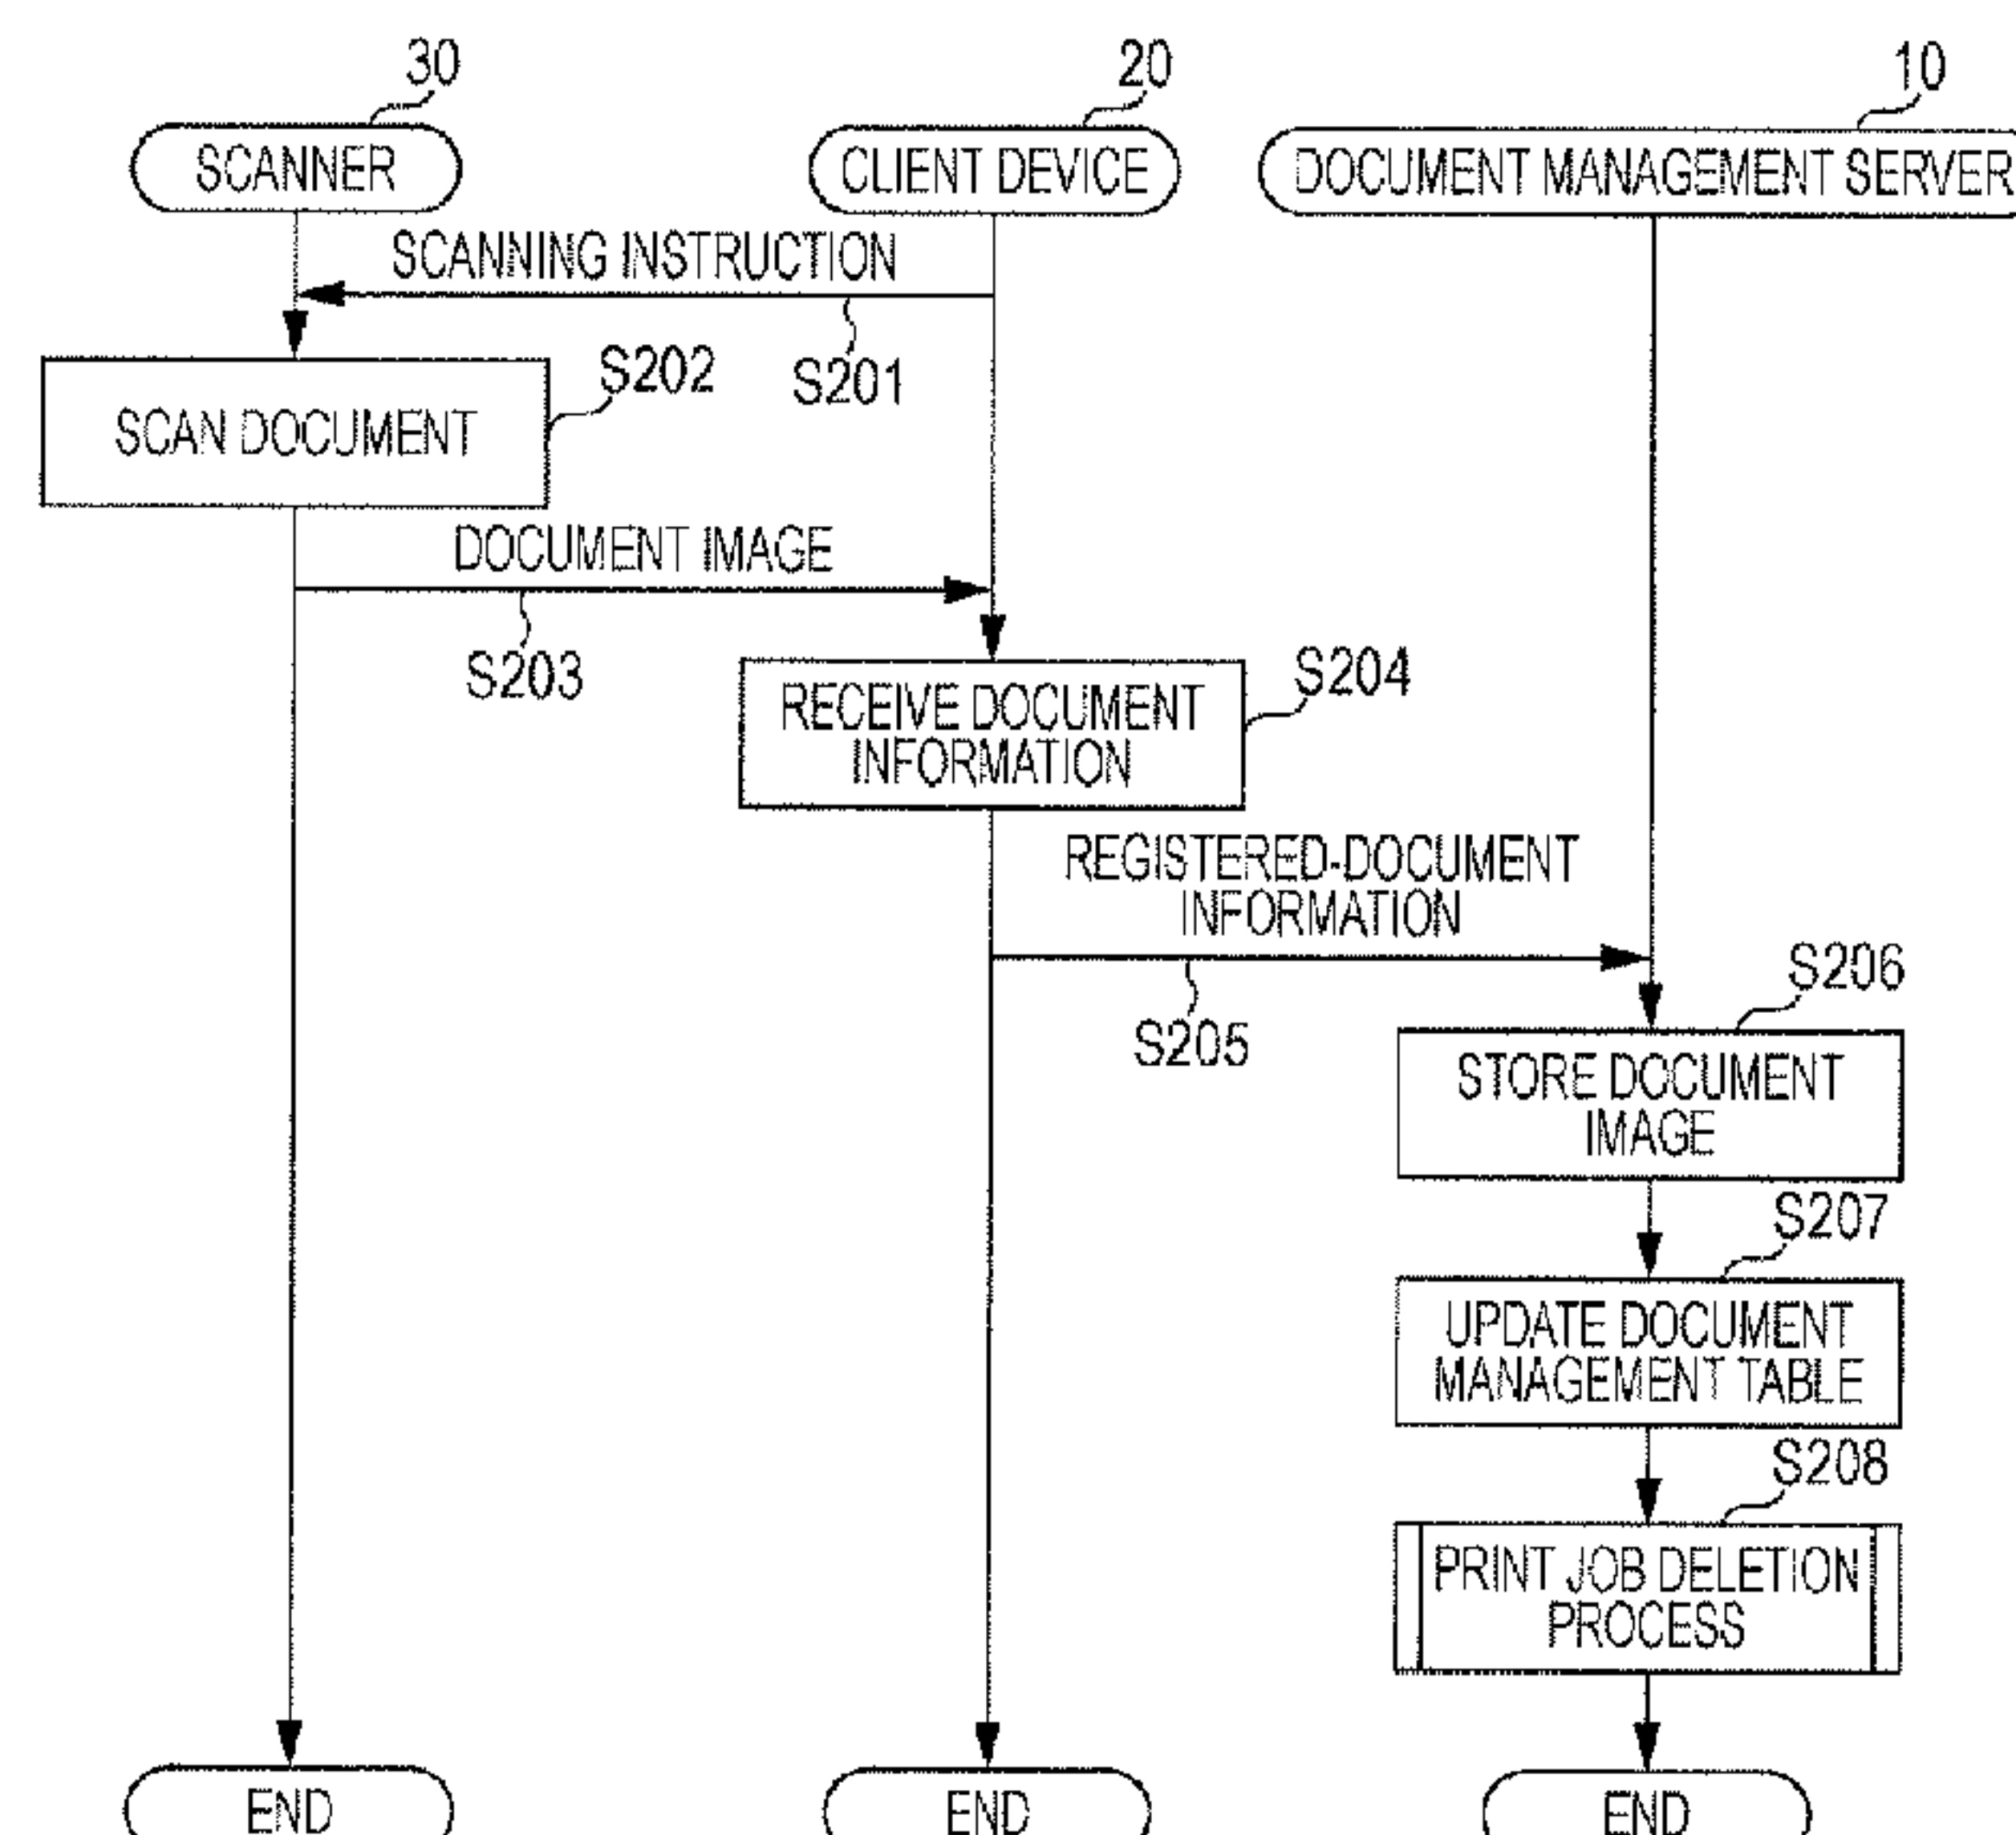 30
20
10
SCANNER
CLIENT DEVICE
DOCUMENT MANAGEMENT SERVER
SCANNING INSTRUCTION
S201
S202
SCAN DOCUMENT
DOCUMENT IMAGE
S203
S204
RECEIVE DOCUMENT
INFORMATION
REGISTERED-DOCUMENT
INFORMATION
S205
S206
STORE DOCUMENT
IMAGE
S207
UPDATE DOCUMENT
MANAGEMENT TABLE
S208
PRINT JOB DELETION
PROCESS
END
END
END